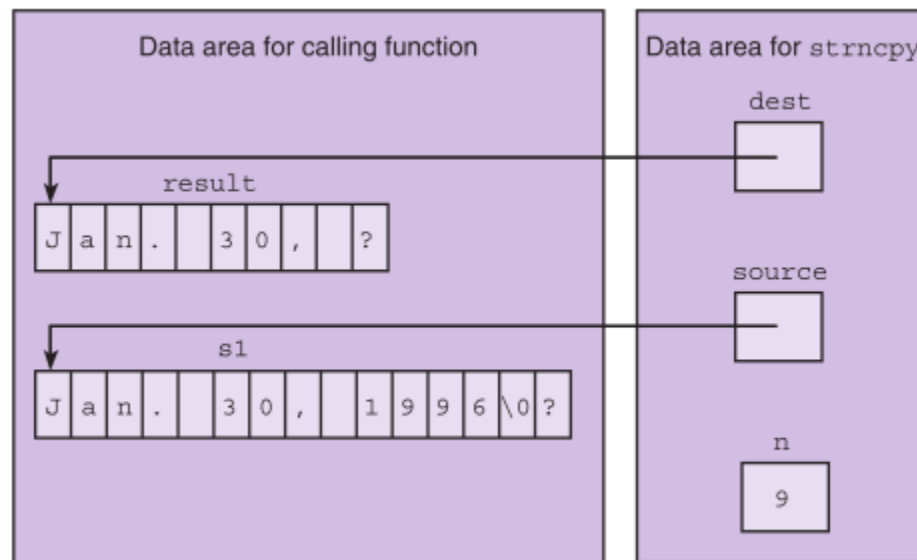 Data area for calling function
Data area for strncpy
dest
result
J a n . 3 0 , ?
source
s1
J a n . 3 0 , 1 9 9 6 \0 ?
n
9